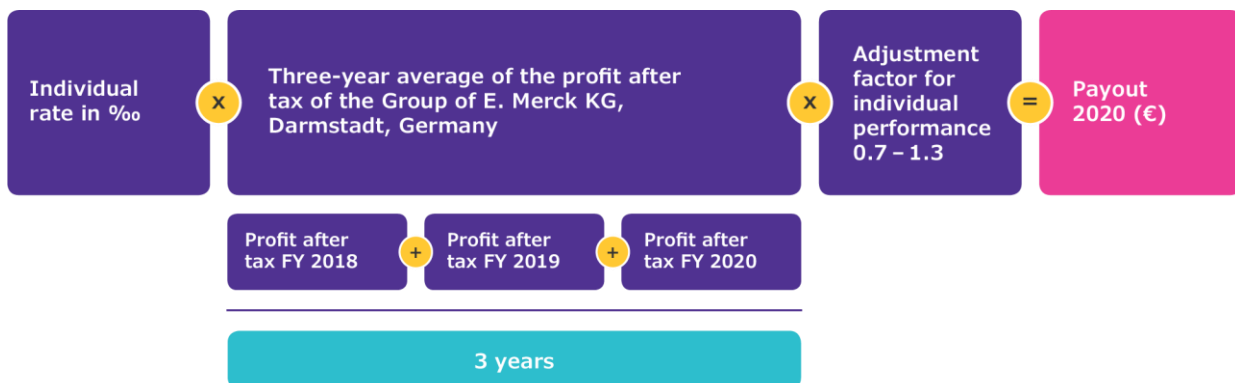 Individual
rate in ‰
x
Three-year average of the profit after
tax of the Group of E. Merck KG,
Darmstadt, Germany
x
Adjustment
factor for
individual
performance
0.7 – 1.3
=
Payout
2020 (€)
Profit after
tax FY 2018
+
Profit after
tax FY 2019
+
Profit after
tax FY 2020
3 years